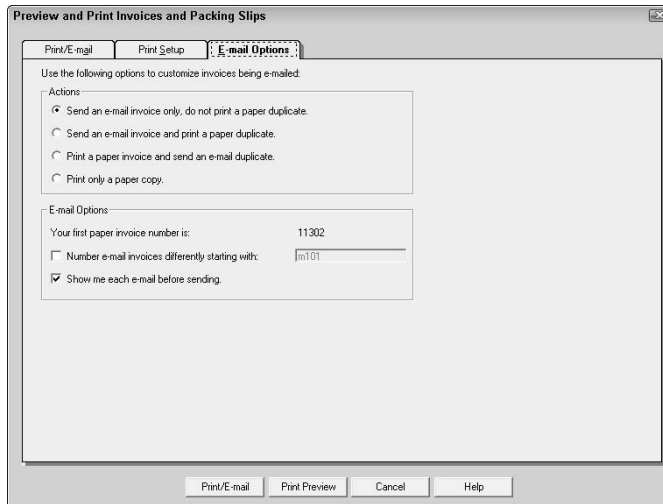 Preview and Print Invoices and Packing Slips
Print/E-mail Print Setup E-mail Options
Use the following options to customize invoices being e-mailed:
Actions
Send an e-mail invoice only, do not print a paper duplicate.
Send an e-mail invoice and print a paper duplicate.
Print a paper invoice and send an e-mail duplicate.
Print only a paper copy.
E-mail Options
Your first paper invoice number is: 11302
Number e-mail invoices differently starting with: m101
Show me each e-mail before sending.
Print/E-mail Print Preview Cancel Help